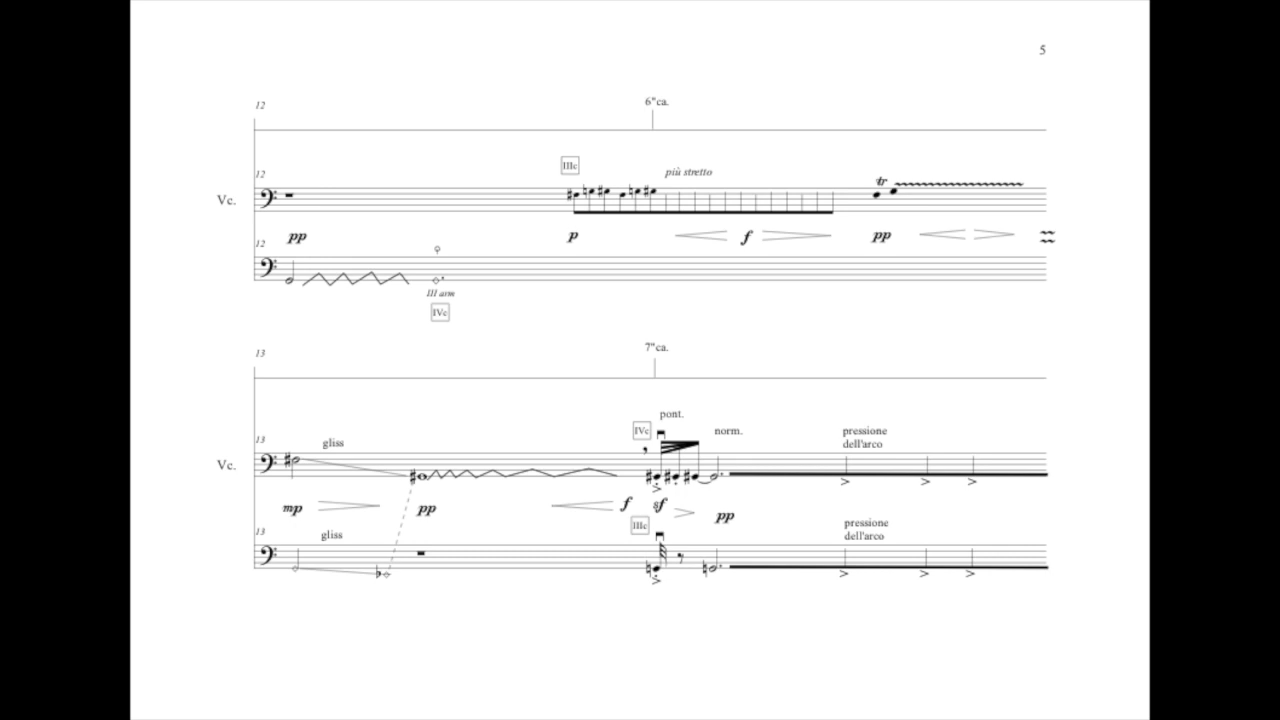 5
12
6"ca.
12
IIIc
più stretto
tr
Vc.
pp
p
f
pp
12
III arm
IVc
13
7"ca.
pont.
13
gliss
IVc
norm.
pressione
dell'arco
Vc.
mp
pp
f
sf
pp
13
gliss
IIIc
pressione
dell'arco